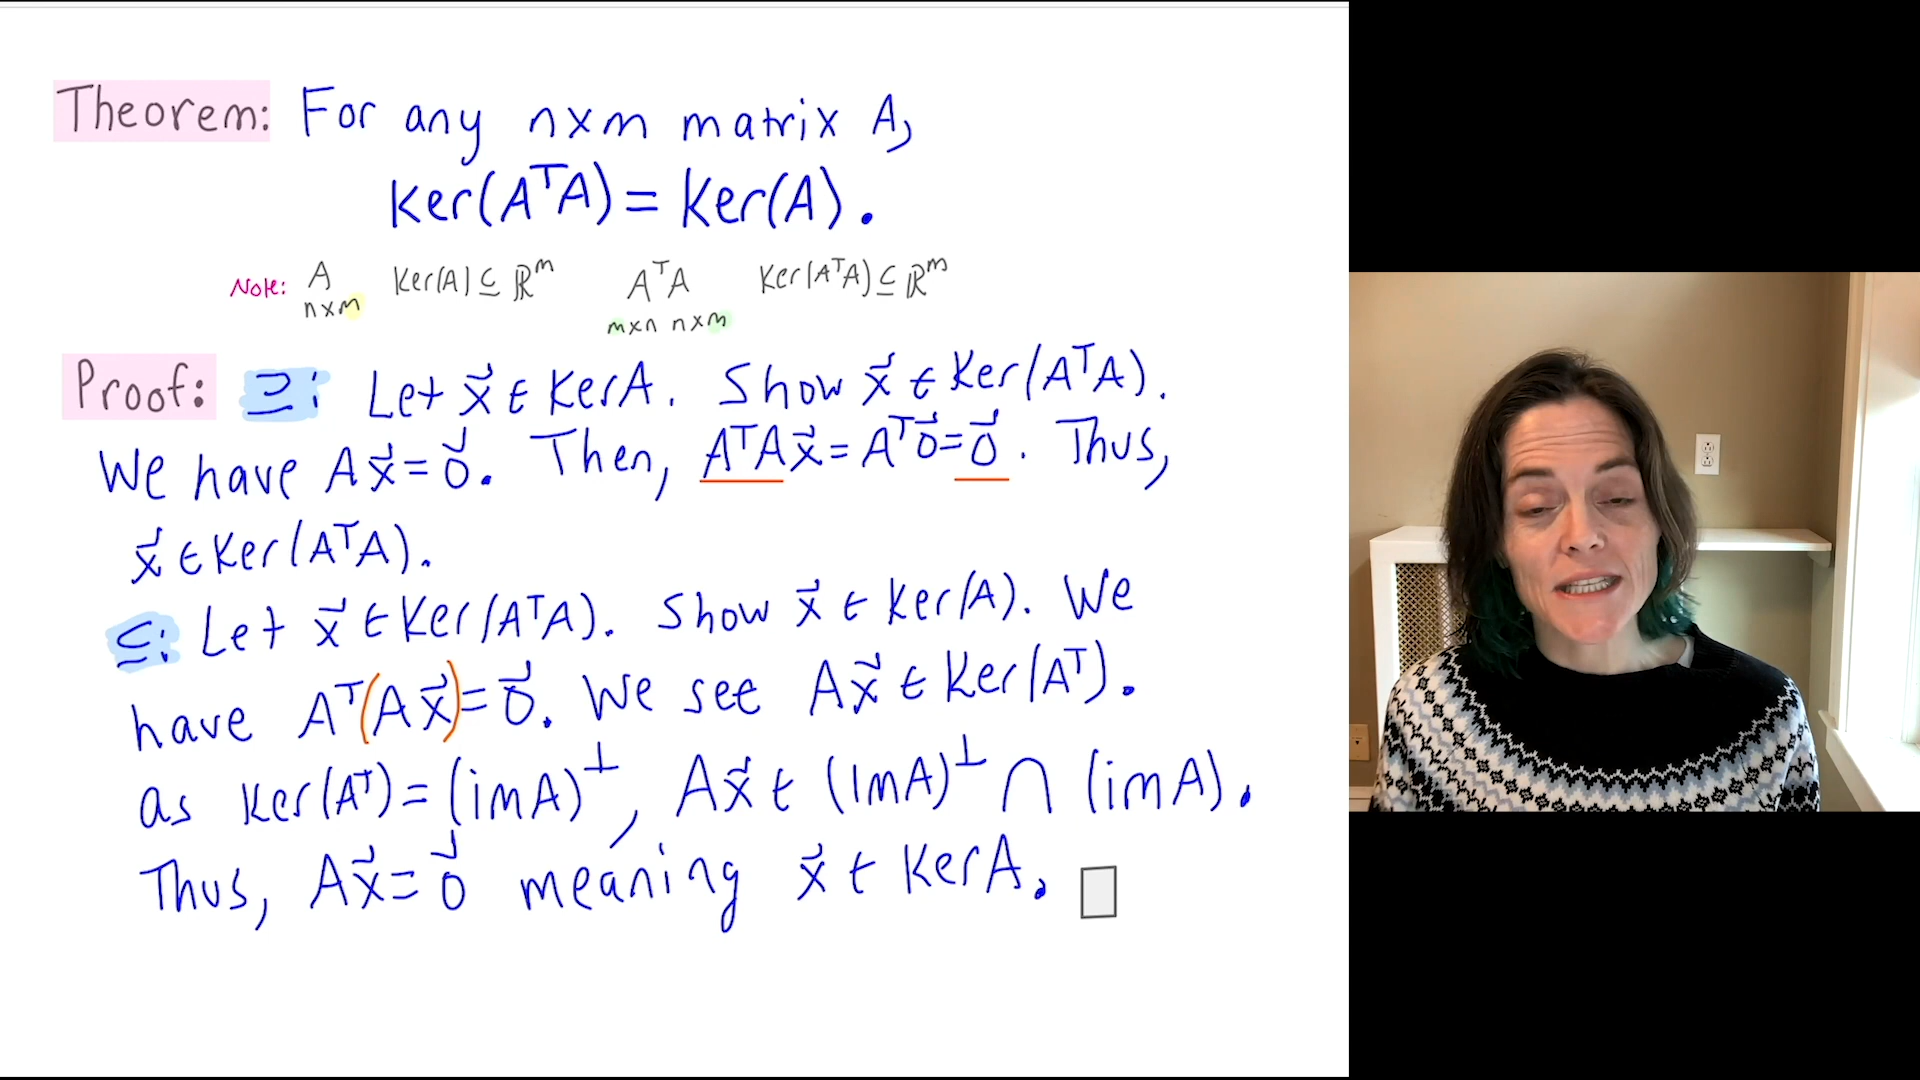 Theorem: For any n×m matrix A,
Ker(AᵀA) = Ker(A).
Note: A Ker(A) ⊆ ℝᵐ AᵀA Ker(AᵀA) ⊆ ℝᵐ
n×m m×n n×m
Proof: ⊇: Let x⃗ ∈ Ker A. Show x⃗ ∈ Ker(AᵀA).
We have Ax⃗ = 0⃗. Then, AᵀAx⃗ = Aᵀ0⃗ = 0⃗. Thus,
x⃗ ∈ Ker(AᵀA).
⊆: Let x⃗ ∈ Ker(AᵀA). Show x⃗ ∈ Ker(A). We
have Aᵀ(Ax⃗) = 0⃗. We see Ax⃗ ∈ Ker(Aᵀ).
as Ker(Aᵀ) = (imA)^⊥, Ax⃗ ∈ (imA)^⊥ ∩ (imA).
Thus, Ax⃗ = 0⃗ meaning x⃗ ∈ Ker A. □